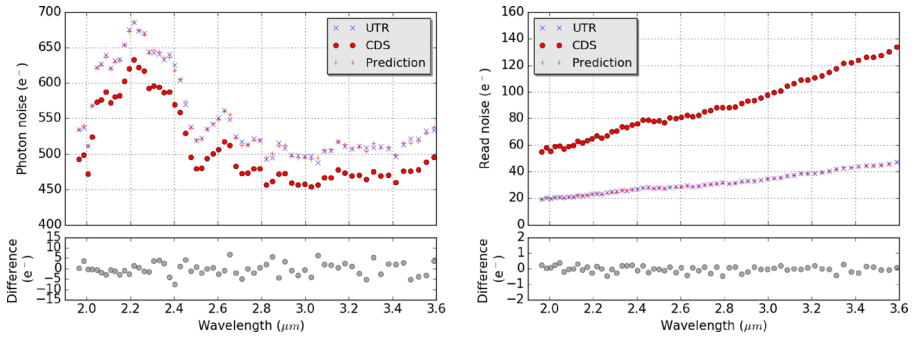 700
650
600
550
500
450
400
Photon noise (e⁻)
UTR
CDS
Prediction
15
10
5
0
−5
−10
−15
Difference
(e⁻)
2.0 2.2 2.4 2.6 2.8 3.0 3.2 3.4 3.6
Wavelength (μm)
160
140
120
100
80
60
40
20
0
Read noise (e⁻)
UTR
CDS
Prediction
2
1
0
−1
−2
Difference
(e⁻)
2.0 2.2 2.4 2.6 2.8 3.0 3.2 3.4 3.6
Wavelength (μm)